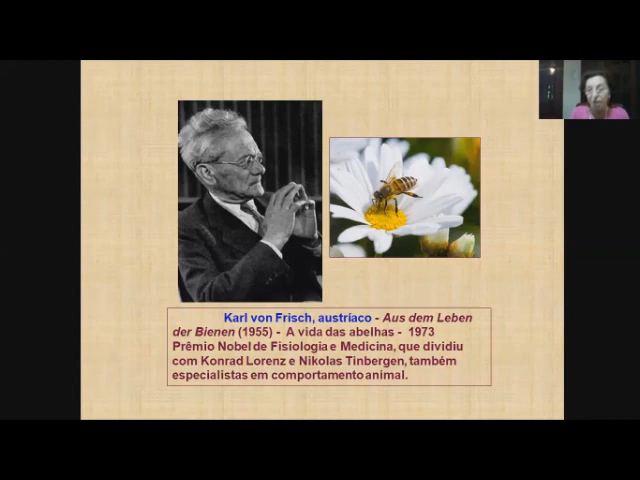 Karl von Frisch, austríaco - Aus dem Leben
der Bienen (1955) - A vida das abelhas - 1973
Prêmio Nobel de Fisiologia e Medicina, que dividiu
com Konrad Lorenz e Nikolas Tinbergen, também
especialistas em comportamento animal.